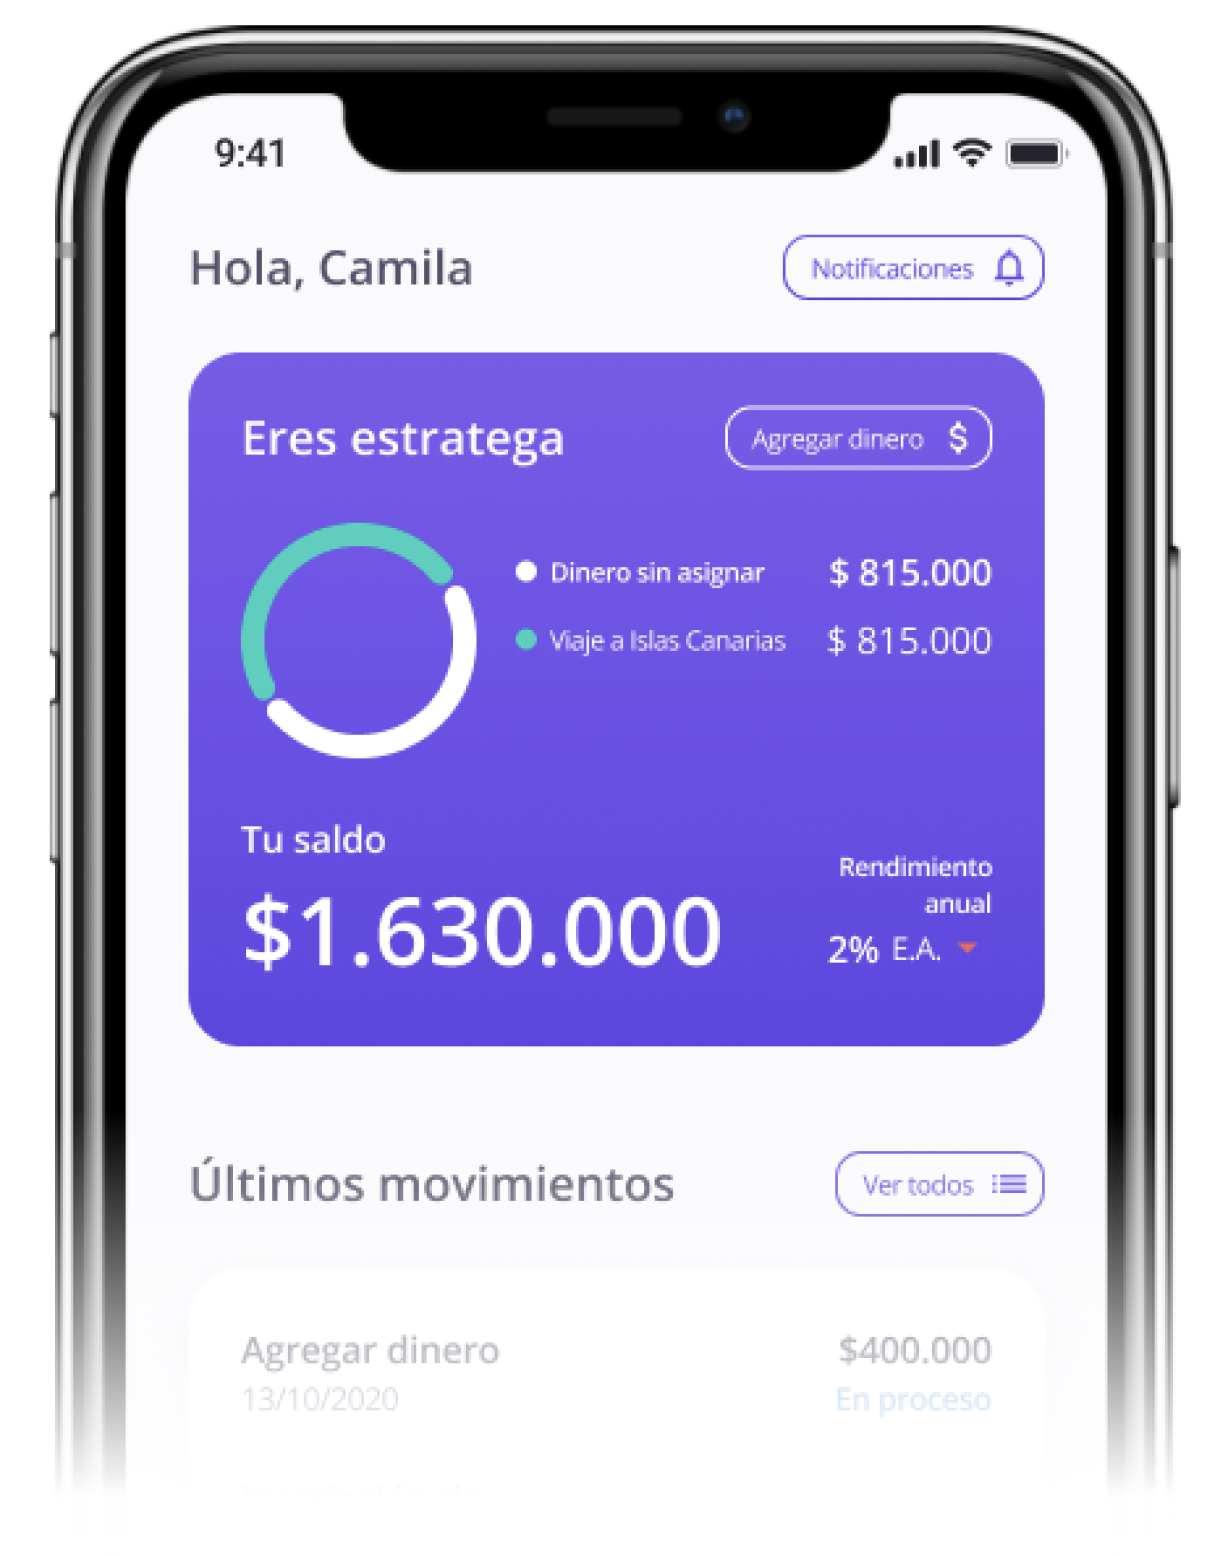 9:41
Hola, Camila
Notificaciones
Eres estratega
Agregar dinero $
Dinero sin asignar $ 815.000
Viaje a Islas Canarias $ 815.000
Tu saldo
$1.630.000
Rendimiento
anual
2% E.A.
Últimos movimientos
Ver todos
Agregar dinero $400.000
13/10/2020 En proceso